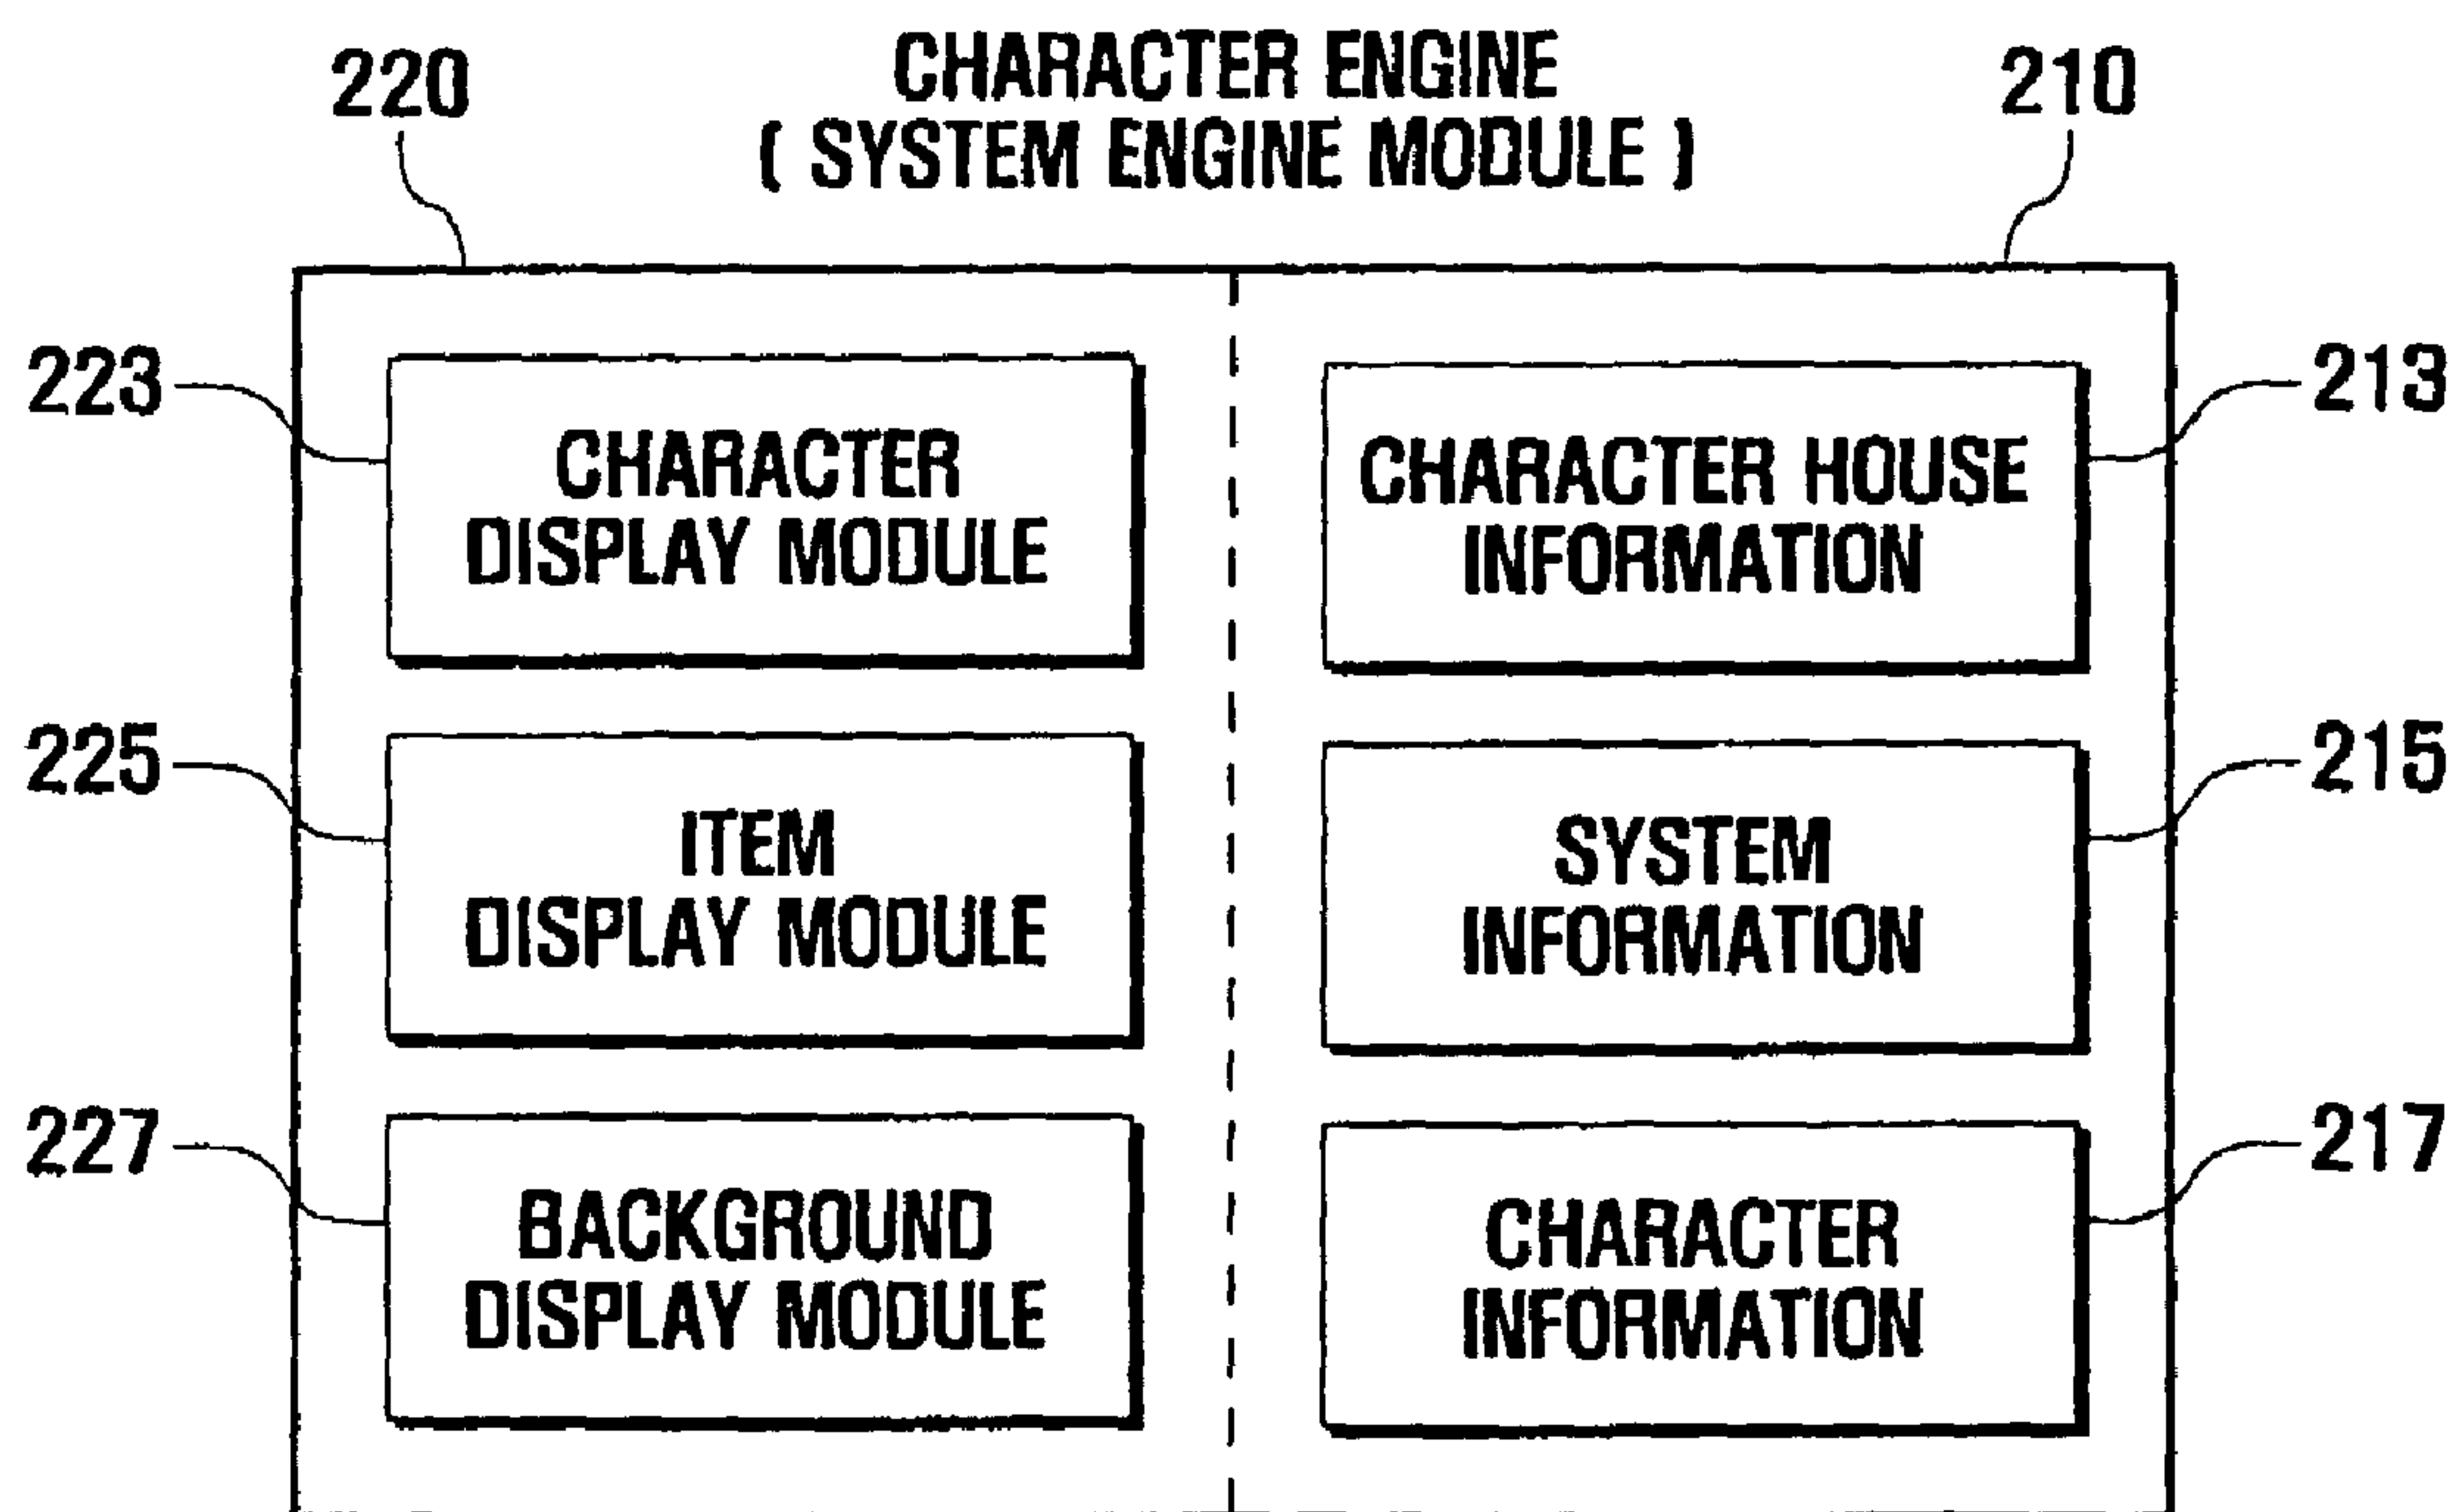 CHARACTER ENGINE
( SYSTEM ENGINE MODULE )
220
210
223
CHARACTER
DISPLAY MODULE
CHARACTER HOUSE
INFORMATION
213
225
ITEM
DISPLAY MODULE
SYSTEM
INFORMATION
215
227
BACKGROUND
DISPLAY MODULE
CHARACTER
INFORMATION
217